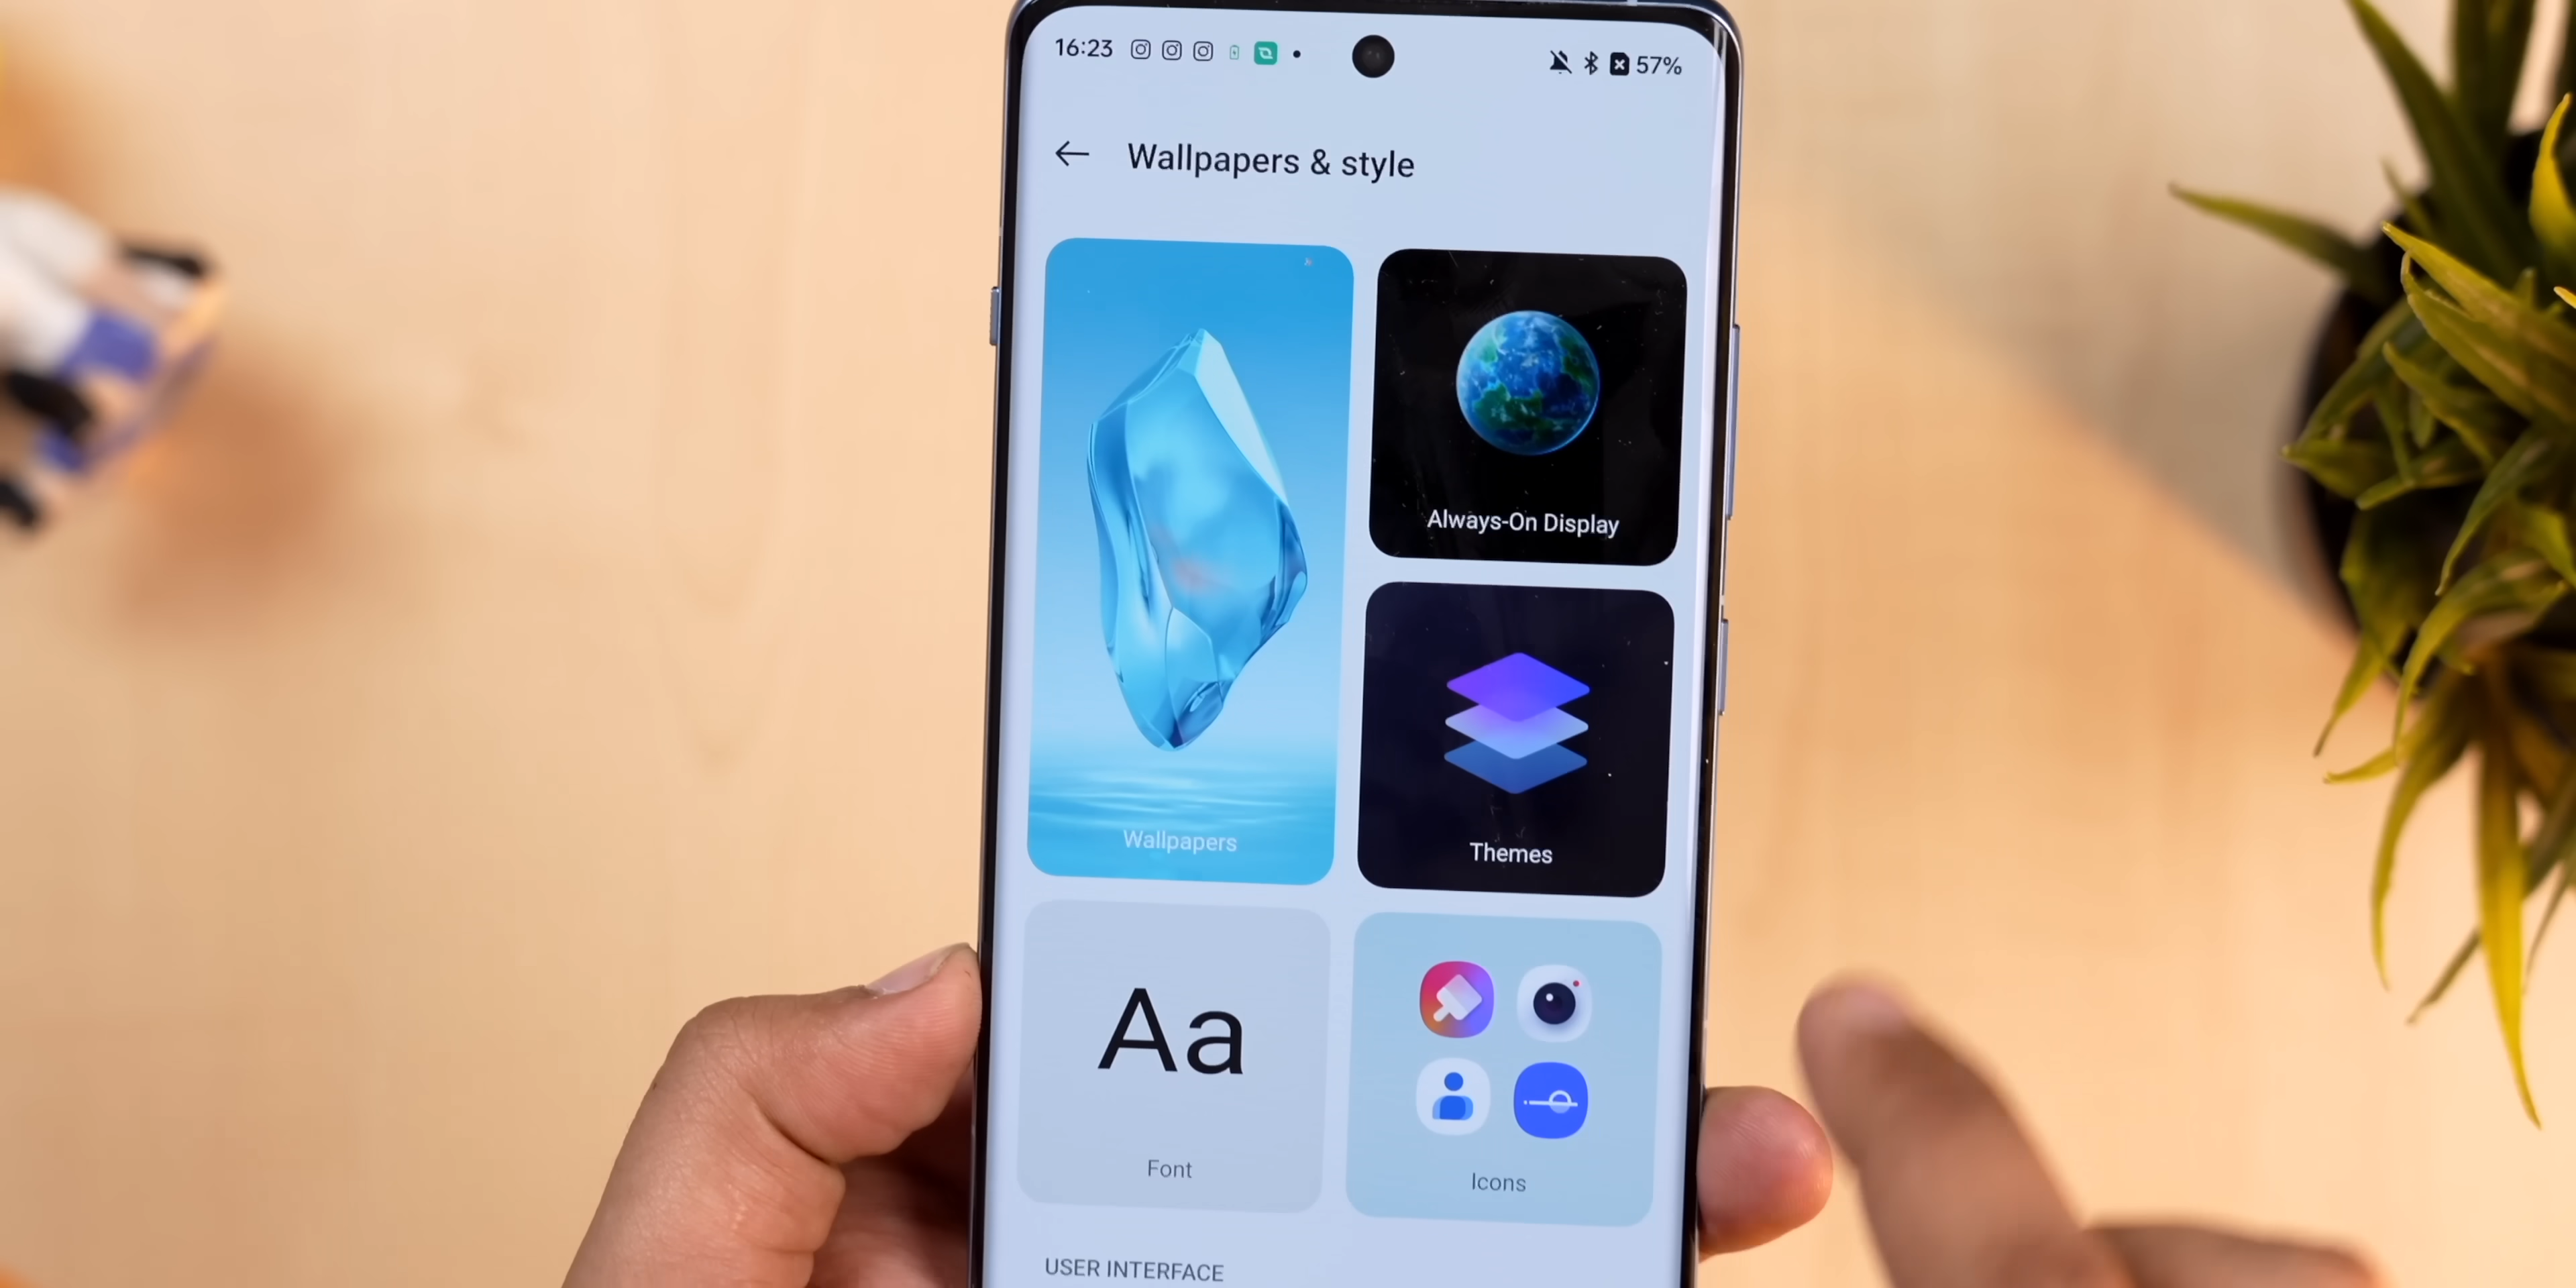 16:23 57%
Wallpapers & style
Always-On Display
Wallpapers
Themes
Aa
Font
Icons
USER INTERFACE